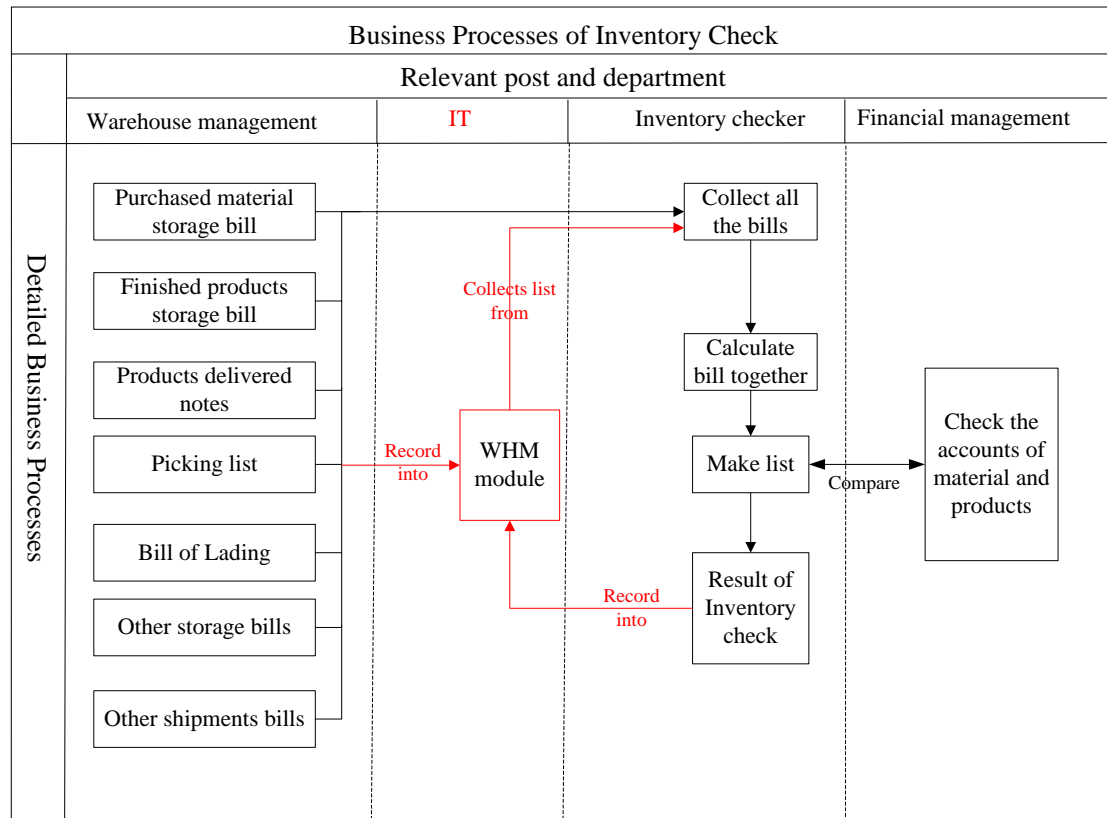 Business Processes of Inventory Check
Relevant post and department
Warehouse management
IT
Inventory checker
Financial management
Detailed Business Processes
Purchased material
storage bill
Finished products
storage bill
Products delivered
notes
Picking list
Bill of Lading
Other storage bills
Other shipments bills
Record
into
WHM
module
Collects list
from
Collect all
the bills
Calculate
bill together
Make list
Result of
Inventory
check
Record
into
Compare
Check the
accounts of
material and
products